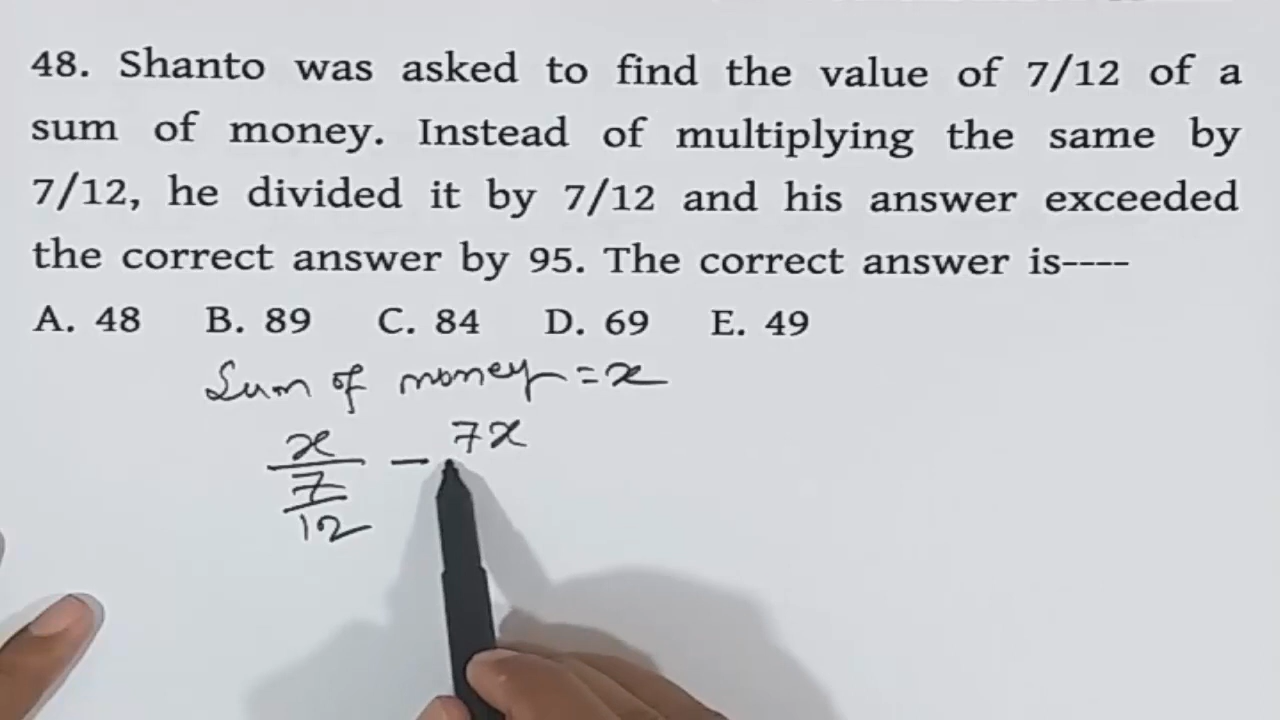 48. Shanto was asked to find the value of 7/12 of a
sum of money. Instead of multiplying the same by
7/12, he divided it by 7/12 and his answer exceeded
the correct answer by 95. The correct answer is----
A. 48 B. 89 C. 84 D. 69 E. 49
Sum of money = x
x
7
12
− 7x